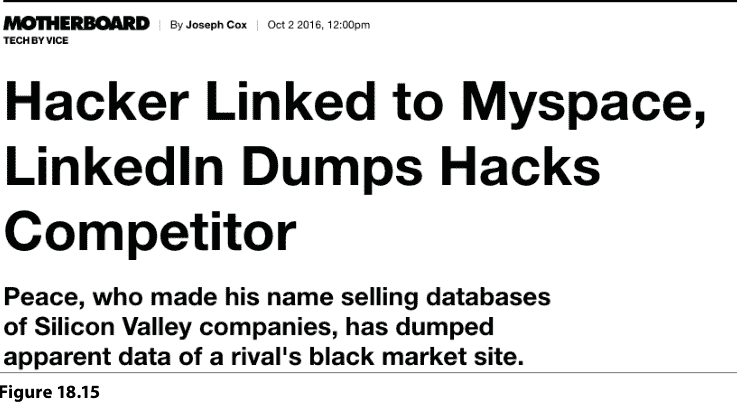 MOTHERBOARD | By Joseph Cox | Oct 2 2016, 12:00pm
TECH BY VICE
Hacker Linked to Myspace,
LinkedIn Dumps Hacks
Competitor
Peace, who made his name selling databases
of Silicon Valley companies, has dumped
apparent data of a rival's black market site.
Figure 18.15